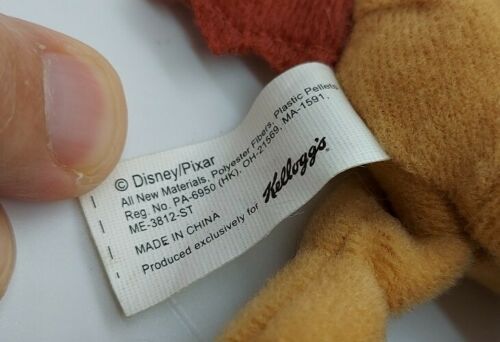 © Disney/Pixar
All New Materials, Polyester Fibers, Plastic Pellets
Reg. No. PA-6950 (HK), OH-21569, MA-1591,
ME-3812-ST
MADE IN CHINA
Produced exclusively for Kellogg's